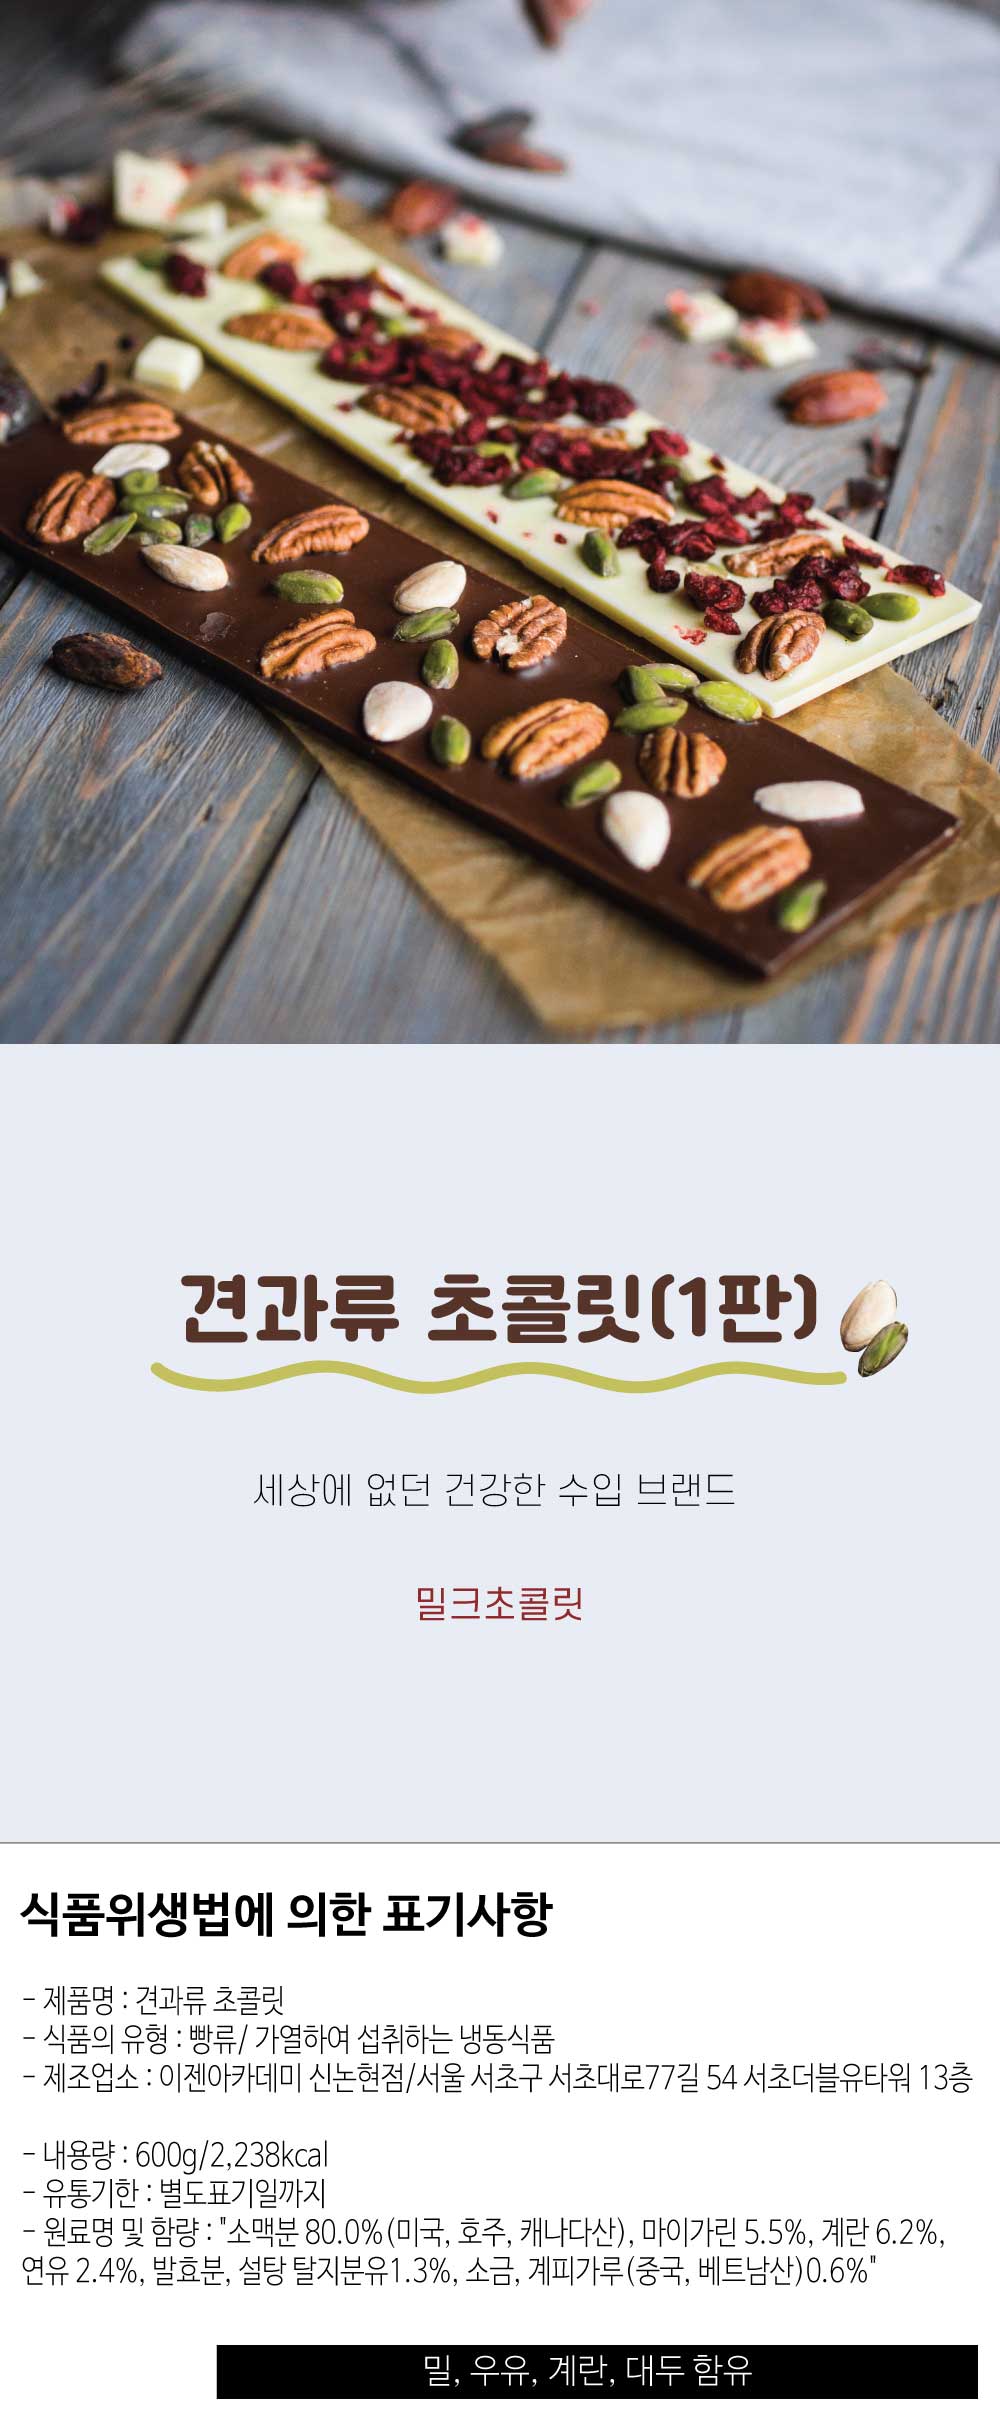 견과류 초콜릿(1판)
세상에 없던 건강한 수입 브랜드
밀크초콜릿
식품위생법에 의한 표기사항
- 제품명 : 견과류 초콜릿
- 식품의 유형 : 빵류/ 가열하여 섭취하는 냉동식품
- 제조업소 : 이젠아카데미 신논현점/서울 서초구 서초대로77길 54 서초더블유타워 13층
- 내용량 : 600g/2,238kcal
- 유통기한 : 별도표기일까지
- 원료명 및 함량 : "소맥분 80.0%(미국, 호주, 캐나다산), 마이가린 5.5%, 계란 6.2%,
연유 2.4%, 발효분, 설탕 탈지분유1.3%, 소금, 계피가루(중국, 베트남산)0.6%"
밀, 우유, 계란, 대두 함유